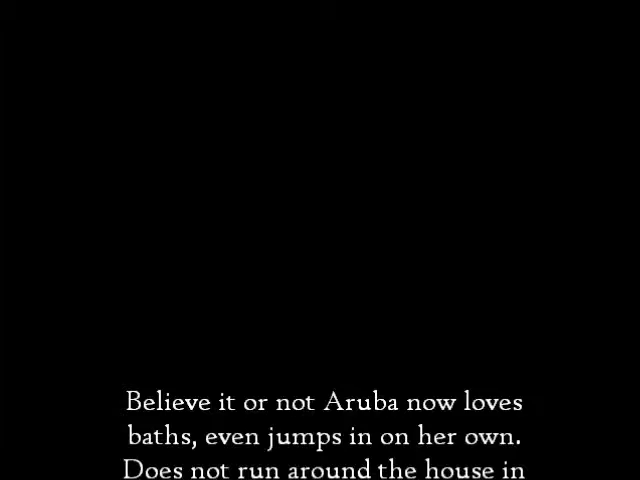 Believe it or not Aruba now loves
baths, even jumps in on her own.
Does not run around the house in